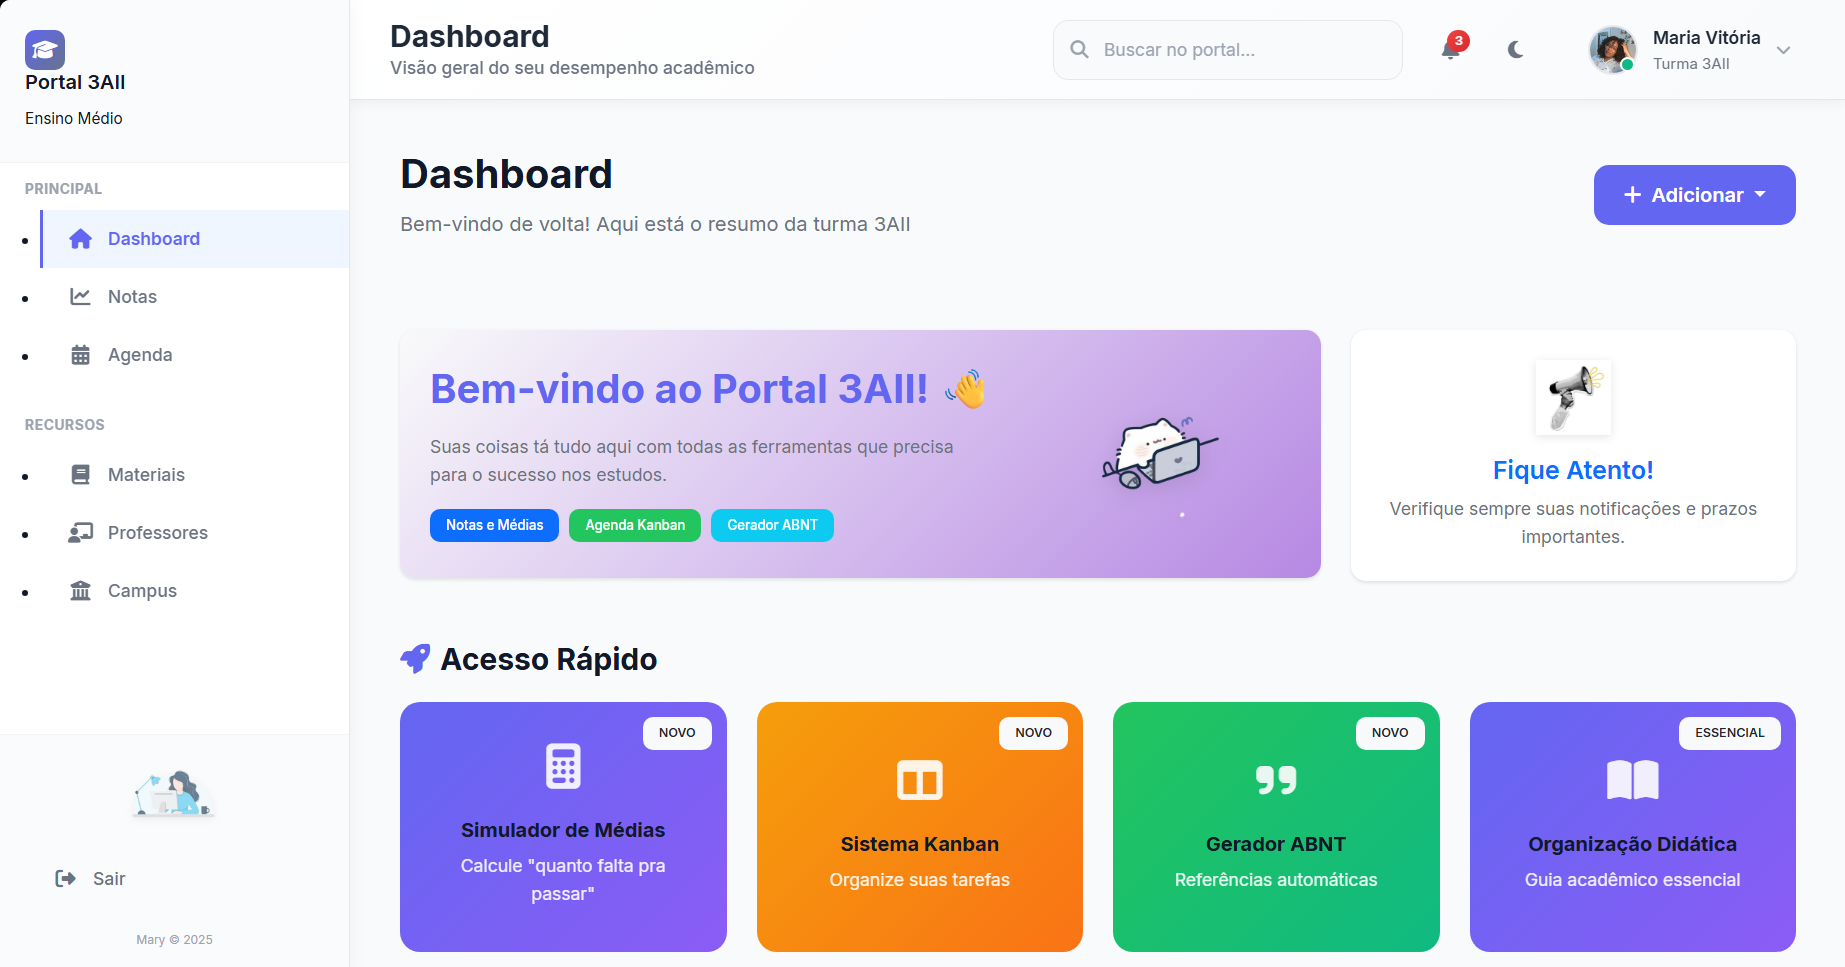 Portal 3AII
Ensino Médio
PRINCIPAL
Dashboard
Notas
Agenda
RECURSOS
Materiais
Professores
Campus
Sair
Mary © 2025
Dashboard
Visão geral do seu desempenho acadêmico
Buscar no portal...
3
Maria Vitória
Turma 3AII
Dashboard
Bem-vindo de volta! Aqui está o resumo da turma 3AII
Adicionar
Bem-vindo ao Portal 3AII! 👋
Suas coisas tá tudo aqui com todas as ferramentas que precisa
para o sucesso nos estudos.
Notas e Médias
Agenda Kanban
Gerador ABNT
Fique Atento!
Verifique sempre suas notificações e prazos
importantes.
Acesso Rápido
NOVO
Simulador de Médias
Calcule "quanto falta pra
passar"
NOVO
Sistema Kanban
Organize suas tarefas
NOVO
Gerador ABNT
Referências automáticas
ESSENCIAL
Organização Didática
Guia acadêmico essencial